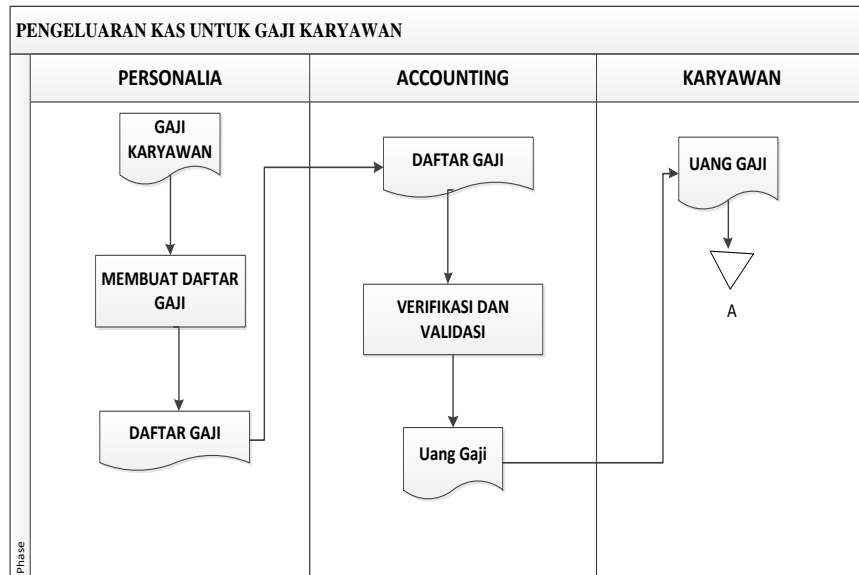 PENGELUARAN KAS UNTUK GAJI KARYAWAN
PERSONALIA
ACCOUNTING
KARYAWAN
GAJI
KARYAWAN
MEMBUAT DAFTAR
GAJI
DAFTAR GAJI
DAFTAR GAJI
VERIFIKASI DAN
VALIDASI
Uang Gaji
UANG GAJI
A
Phase